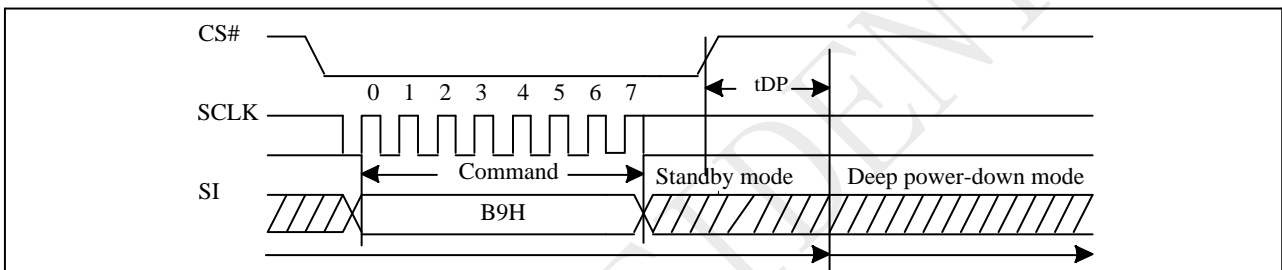 CS#
tDP
0 1 2 3 4 5 6 7
SCLK
Command
Standby mode
Deep power-down mode
SI
B9H